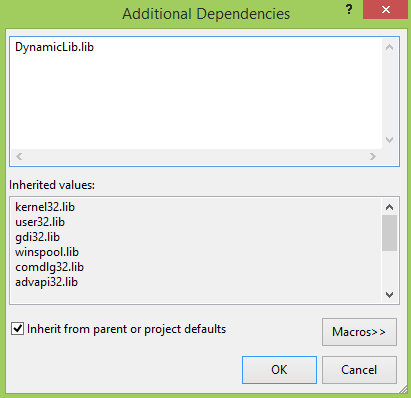 Additional Dependencies
?
x
DynamicLib.lib
Inherited values:
kernel32.lib
user32.lib
gdi32.lib
winspool.lib
comdlg32.lib
advapi32.lib
Inherit from parent or project defaults
Macros>>
OK
Cancel